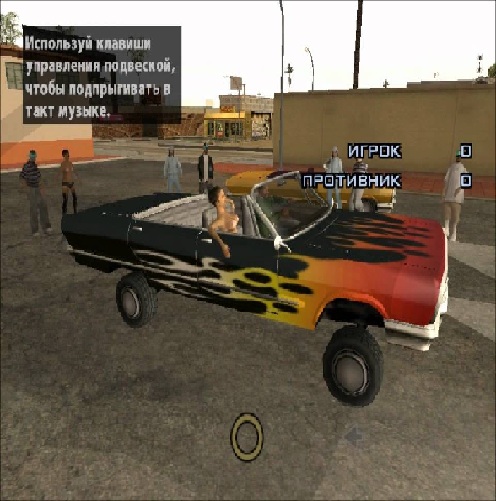 Используй клавиши
управления подвеской,
чтобы подпрыгивать в
такт музыке.
ИГРОК 0
ПРОТИВНИК 0